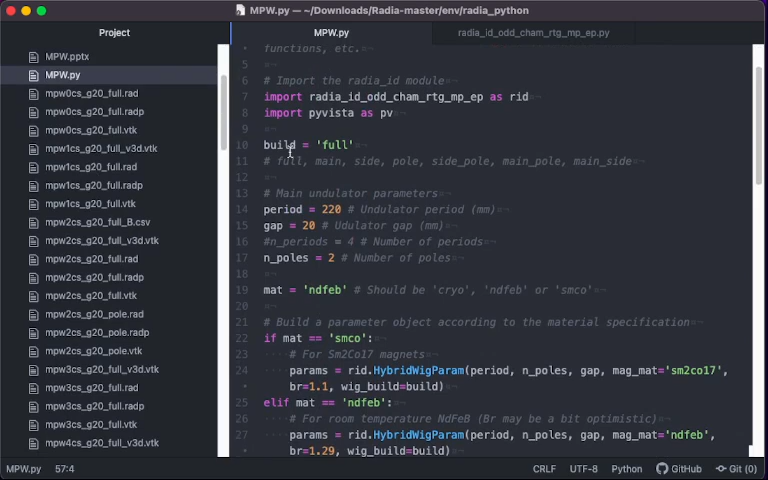 MPW.py — ~/Downloads/Radia-master/env/radia_python
Project
MPW.pptx
MPW.py
mpw0cs_g20_full.rad
mpw0cs_g20_full.radp
mpw0cs_g20_full.vtk
mpw1cs_g20_full_v3d.vtk
mpw1cs_g20_full.rad
mpw1cs_g20_full.radp
mpw1cs_g20_full.vtk
mpw2cs_g20_full_B.csv
mpw2cs_g20_full_v3d.vtk
mpw2cs_g20_full.rad
mpw2cs_g20_full.radp
mpw2cs_g20_full.vtk
mpw2cs_g20_pole.rad
mpw2cs_g20_pole.radp
mpw2cs_g20_pole.vtk
mpw3cs_g20_full_v3d.vtk
mpw3cs_g20_full.rad
mpw3cs_g20_full.radp
mpw3cs_g20_full.vtk
mpw4cs_g20_full_v3d.vtk
MPW.py
radia_id_odd_cham_rtg_mp_ep.py
functions, etc.
5
6 # Import the radia_id module
7 import radia_id_odd_cham_rtg_mp_ep as rid
8 import pyvista as pv
9
10 build = 'full'
11 # full, main, side, pole, side_pole, main_pole, main_side
12
13 # Main undulator parameters
14 period = 220 # Undulator period (mm)
15 gap = 20 # Udulator gap (mm)
16 #n_periods = 4 # Number of periods
17 n_poles = 2 # Number of poles
18
19 mat = 'ndfeb' # Should be 'cryo', 'ndfeb' or 'smco'
20
21 # Build a parameter object according to the material specification
22 if mat == 'smco':
23 # For Sm2Co17 magnets
24 params = rid.HybridWigParam(period, n_poles, gap, mag_mat='sm2co17',
• br=1.1, wig_build=build)
25 elif mat == 'ndfeb':
26 # For room temperature NdFeB (Br may be a bit optimistic)
27 params = rid.HybridWigParam(period, n_poles, gap, mag_mat='ndfeb',
• br=1.29, wig_build=build)
MPW.py 57:4 CRLF UTF-8 Python GitHub Git (0)